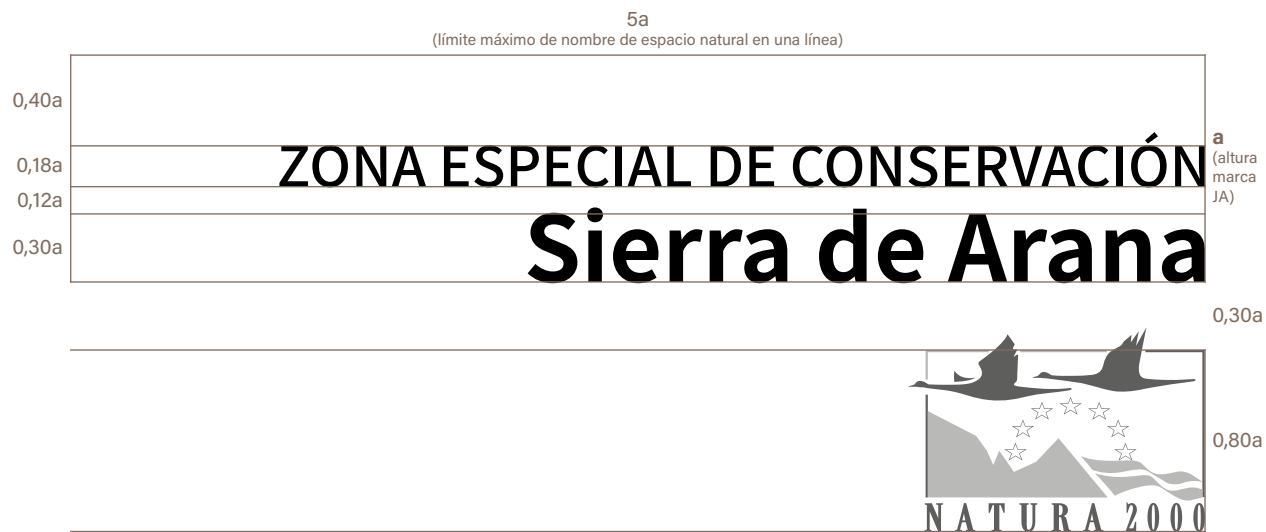 5a
(límite máximo de nombre de espacio natural en una línea)
0,40a
0,18a
0,12a
0,30a
ZONA ESPECIAL DE CONSERVACIÓN
Sierra de Arana
a
(altura
marca
JA)
0,30a
0,80a
NATURA 2000